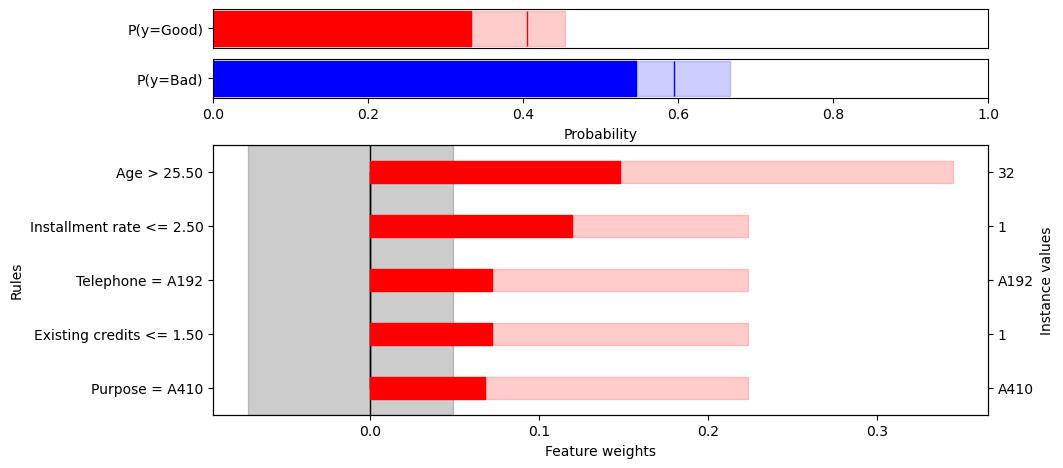 P(y=Good)
P(y=Bad)
0.0 0.2 0.4 0.6 0.8 1.0
Probability
Rules
Age > 25.50 32
Installment rate <= 2.50 1
Telephone = A192 A192
Existing credits <= 1.50 1
Purpose = A410 A410
Instance values
0.0 0.1 0.2 0.3
Feature weights